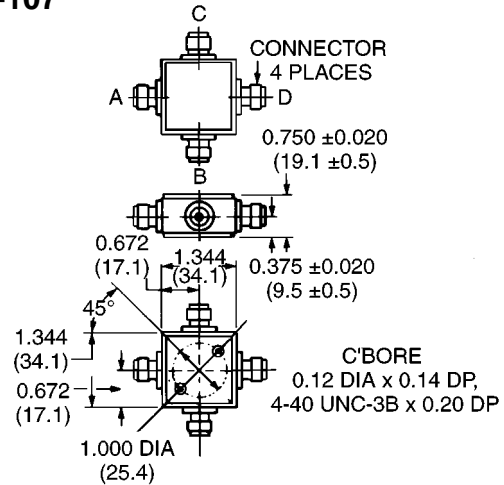 -107
C
CONNECTOR
4 PLACES
A
D
B
0.750 ±0.020
(19.1 ±0.5)
0.672
(17.1)
1.344
(34.1)
0.375 ±0.020
(9.5 ±0.5)
45°
1.344
(34.1)
0.672
(17.1)
C'BORE
0.12 DIA x 0.14 DP,
4-40 UNC-3B x 0.20 DP
1.000 DIA
(25.4)